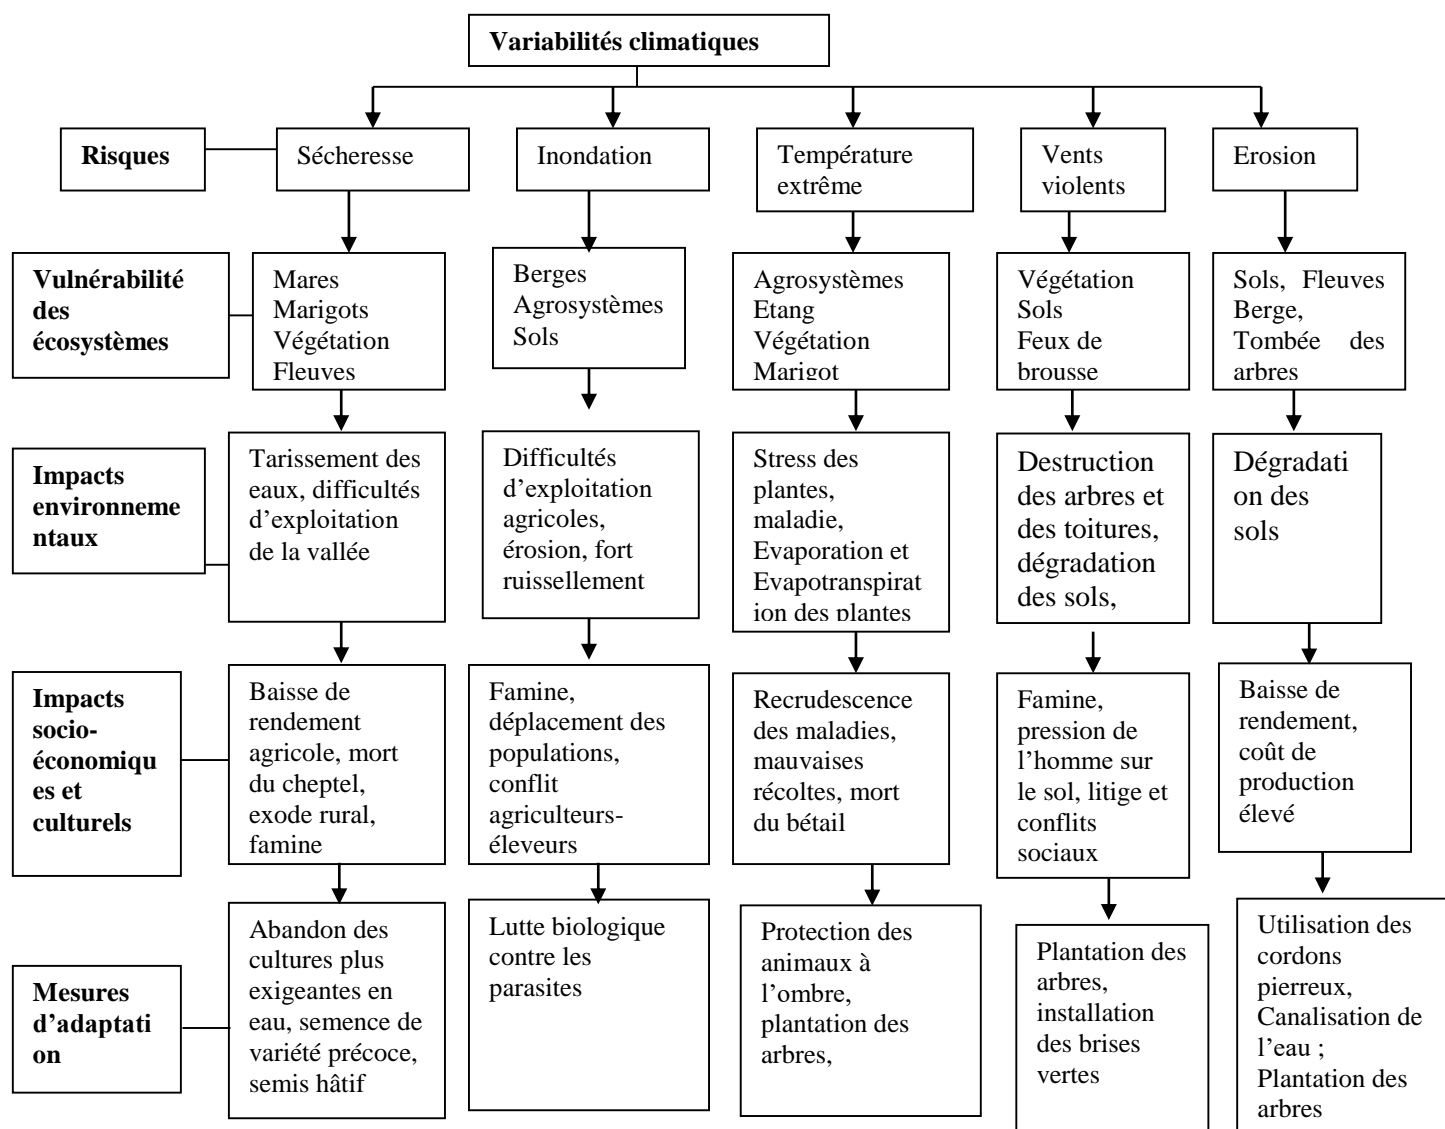 Variabilités climatiques
Risques
Sécheresse
Inondation
Température
extrême
Vents
violents
Erosion
Vulnérabilité
des
écosystèmes
Mares
Marigots
Végétation
Fleuves
Berges
Agrosystèmes
Sols
Agrosystèmes
Etang
Végétation
Marigot
Végétation
Sols
Feux de
brousse
Sols, Fleuves
Berge,
Tombée des
arbres
Impacts
environneme
ntaux
Tarissement des
eaux, difficultés
d’exploitation
de la vallée
Difficultés
d’exploitation
agricoles,
érosion, fort
ruissellement
Stress des
plantes,
maladie,
Evaporation et
Evapotranspirat
ion des plantes
Destruction
des arbres et
des toitures,
dégradation
des sols,
Dégradati
on des
sols
Impacts
socio-
économiqu
es et
culturels
Baisse de
rendement
agricole, mort
du cheptel,
exode rural,
famine
Famine,
déplacement des
populations,
conflit
agriculteurs-
éleveurs
Recrudescence
des maladies,
mauvaises
récoltes, mort
du bétail
Famine,
pression de
l’homme sur
le sol, litige et
conflits
sociaux
Baisse de
rendement,
coût de
production
élevé
Mesures
d’adaptati
on
Abandon des
cultures plus
exigeantes en
eau, semence de
variété précoce,
semis hâtif
Lutte biologique
contre les
parasites
Protection des
animaux à
l’ombre,
plantation des
arbres,
Plantation des
arbres,
installation
des brises
vertes
Utilisation des
cordons
pierreux,
Canalisation de
l’eau ;
Plantation des
arbres